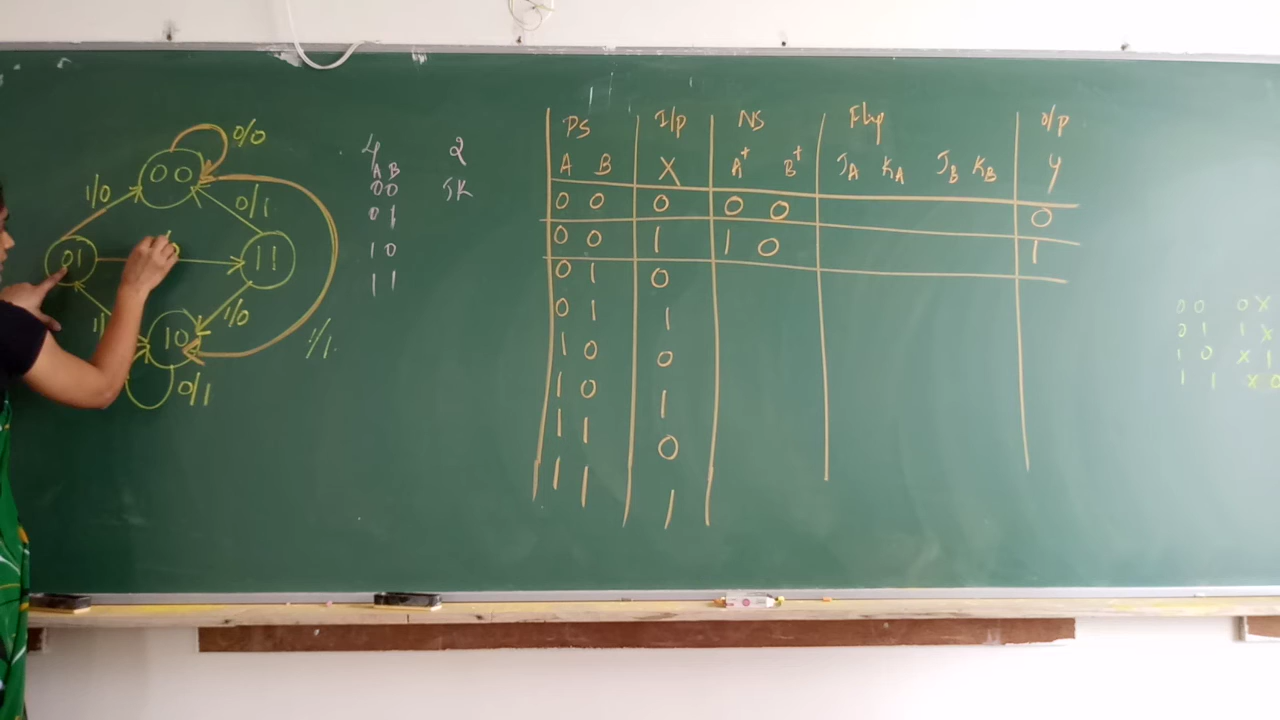 0/0
00
1/0
0/1
01
11
1/0
10
1/1
0/1
4 2
A B
00 JK
01
10
11
PS I/p NS Flip O/p
A B X A⁺ B⁺ J_A K_A J_B K_B y
0 0 0 0 0 0
0 0 1 1 0 1
0 1 0
0 1 1
1 0 0
1 0 1
1 1 0
1 1 1
0 0 0 X
0 1 1 X
1 0 X 1
1 1 X 0